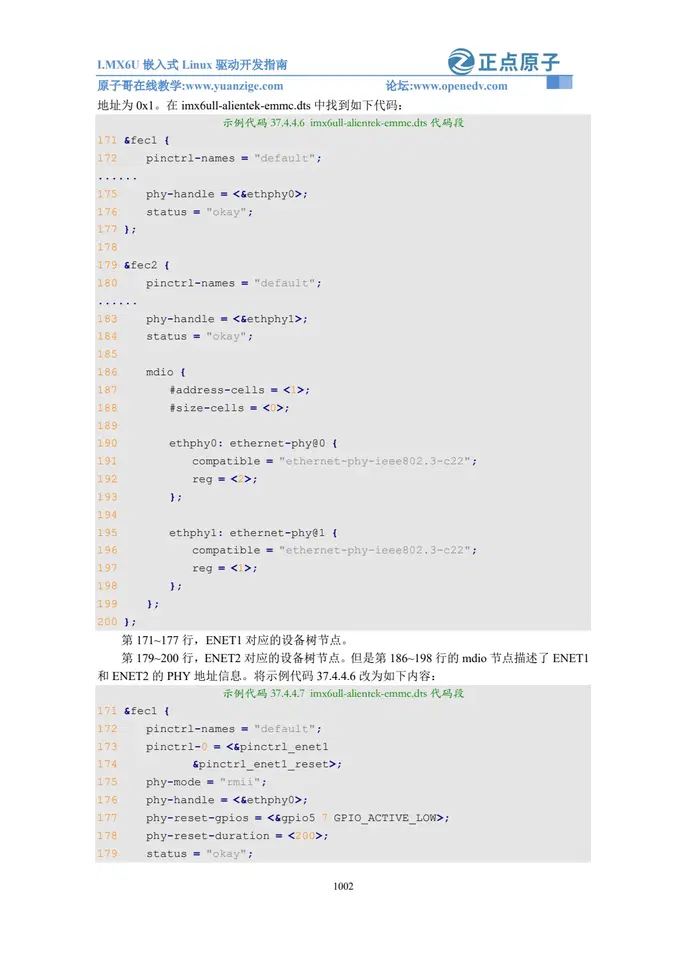 I.MX6U 嵌入式 Linux 驱动开发指南
正点原子
原子哥在线教学:www.yuanzige.com 论坛:www.openedv.com
地址为 0x1。在 imx6ull-alientek-emmc.dts 中找到如下代码：
示例代码 37.4.4.6 imx6ull-alientek-emmc.dts 代码段
171 &fec1 {
172 pinctrl-names = "default";
......
175 phy-handle = <&ethphy0>;
176 status = "okay";
177 };
178
179 &fec2 {
180 pinctrl-names = "default";
......
183 phy-handle = <&ethphy1>;
184 status = "okay";
185
186 mdio {
187 #address-cells = <1>;
188 #size-cells = <0>;
189
190 ethphy0: ethernet-phy@0 {
191 compatible = "ethernet-phy-ieee802.3-c22";
192 reg = <2>;
193 };
194
195 ethphy1: ethernet-phy@1 {
196 compatible = "ethernet-phy-ieee802.3-c22";
197 reg = <1>;
198 };
199 };
200 };
第 171~177 行，ENET1 对应的设备树节点。
第 179~200 行，ENET2 对应的设备树节点。但是第 186~198 行的 mdio 节点描述了 ENET1
和 ENET2 的 PHY 地址信息。将示例代码 37.4.4.6 改为如下内容：
示例代码 37.4.4.7 imx6ull-alientek-emmc.dts 代码段
171 &fec1 {
172 pinctrl-names = "default";
173 pinctrl-0 = <&pinctrl_enet1
174 &pinctrl_enet1_reset>;
175 phy-mode = "rmii";
176 phy-handle = <&ethphy0>;
177 phy-reset-gpios = <&gpio5 7 GPIO_ACTIVE_LOW>;
178 phy-reset-duration = <200>;
179 status = "okay";
1002